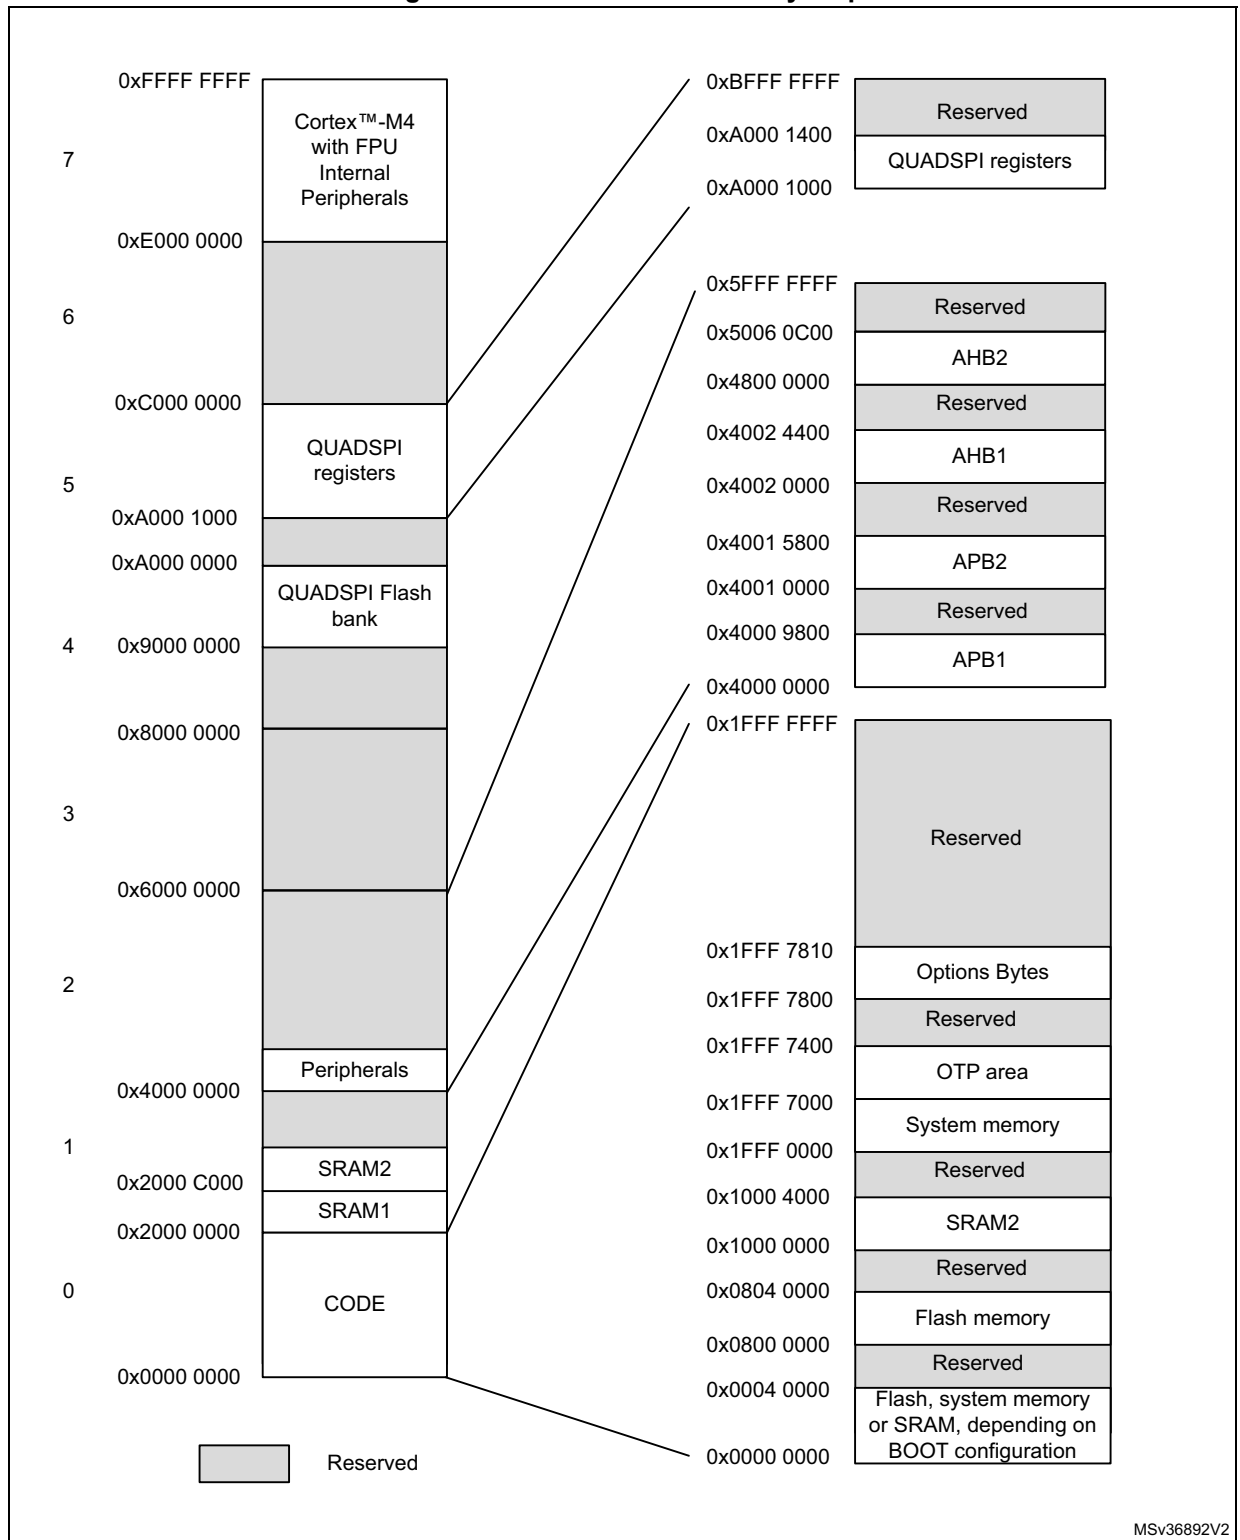 0xFFFF FFFF
Cortex™-M4
with FPU
Internal
Peripherals
7
0xE000 0000
6
0xC000 0000
QUADSPI
registers
5
0xA000 1000
0xA000 0000
QUADSPI Flash
bank
4
0x9000 0000
0x8000 0000
3
0x6000 0000
2
Peripherals
0x4000 0000
1
SRAM2
0x2000 C000
SRAM1
0x2000 0000
0
CODE
0x0000 0000
Reserved
0xBFFF FFFF
Reserved
0xA000 1400
QUADSPI registers
0xA000 1000
0x5FFF FFFF
Reserved
0x5006 0C00
AHB2
0x4800 0000
Reserved
0x4002 4400
AHB1
0x4002 0000
Reserved
0x4001 5800
APB2
0x4001 0000
Reserved
0x4000 9800
APB1
0x4000 0000
0x1FFF FFFF
Reserved
0x1FFF 7810
Options Bytes
0x1FFF 7800
Reserved
0x1FFF 7400
OTP area
0x1FFF 7000
System memory
0x1FFF 0000
Reserved
0x1000 4000
SRAM2
0x1000 0000
Reserved
0x0804 0000
Flash memory
0x0800 0000
Reserved
0x0004 0000
Flash, system memory
or SRAM, depending on
BOOT configuration
0x0000 0000
MSv36892V2